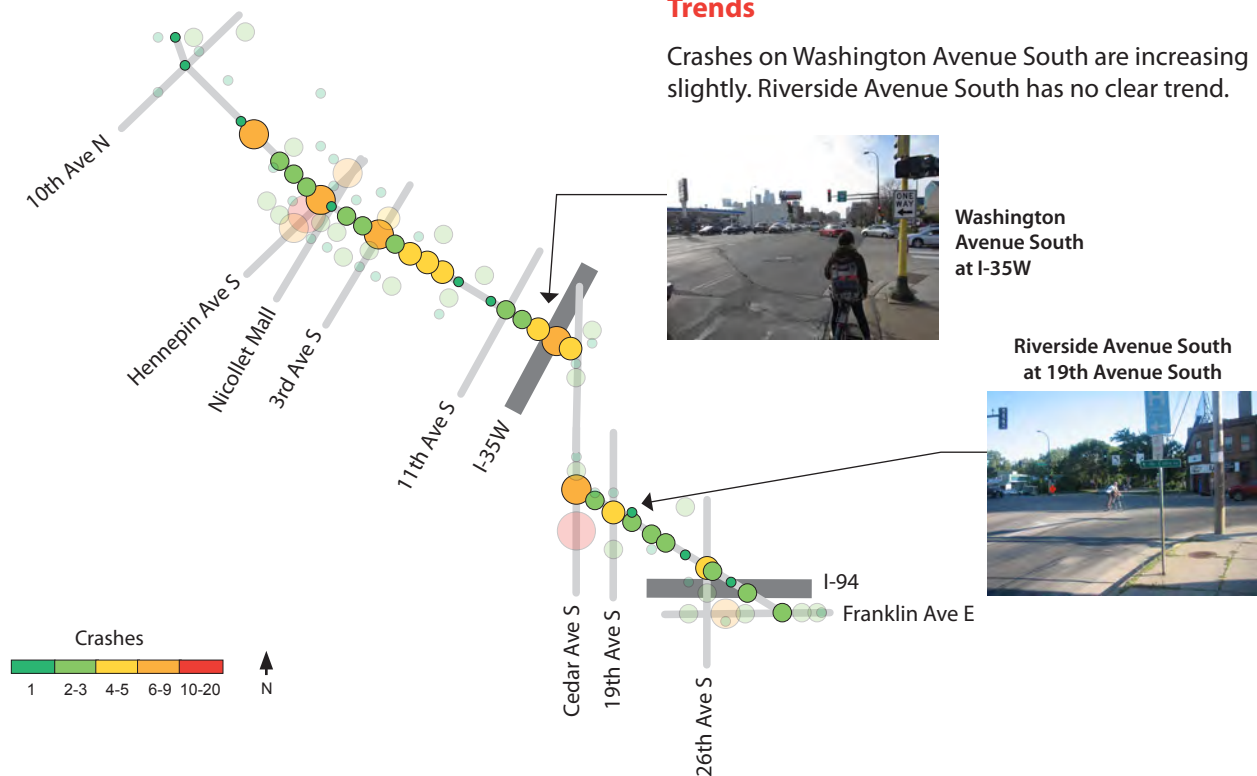 Trends
Crashes on Washington Avenue South are increasing
slightly. Riverside Avenue South has no clear trend.
10th Ave N
ONE
WAY
Washington
Avenue South
at I-35W
Hennepin Ave S
Nicollet Mall
3rd Ave S
11th Ave S
I-35W
Riverside Avenue South
at 19th Avenue South
I-94
Franklin Ave E
Cedar Ave S
19th Ave S
26th Ave S
Crashes
1 2-3 4-5 6-9 10-20
N